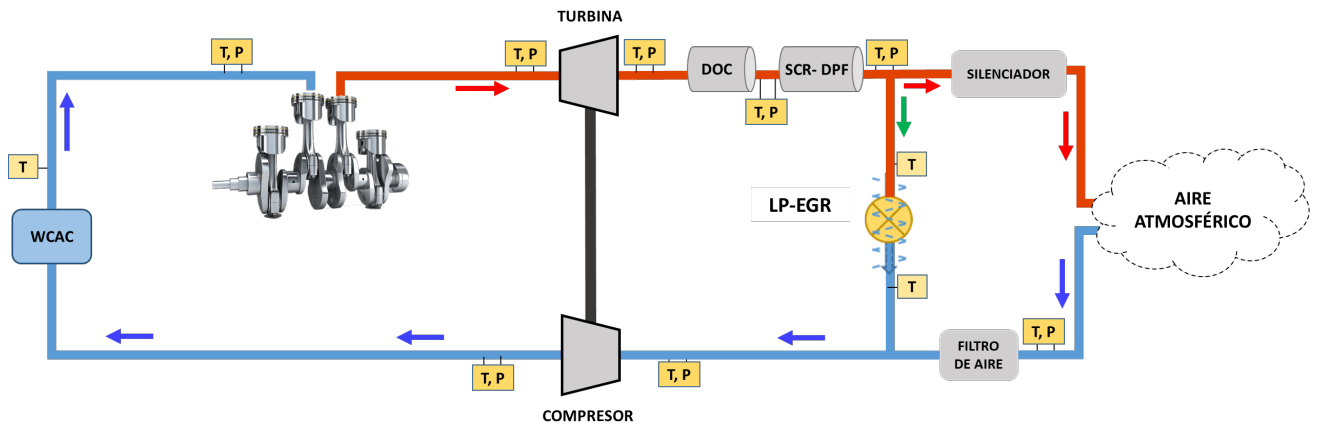 TURBINA
T, P
T, P
T, P
T, P
DOC
SCR- DPF
SILENCIADOR
T, P
T
T
LP-EGR
AIRE
ATMOSFÉRICO
WCAC
T
T, P
FILTRO
DE AIRE
T, P
T, P
COMPRESOR